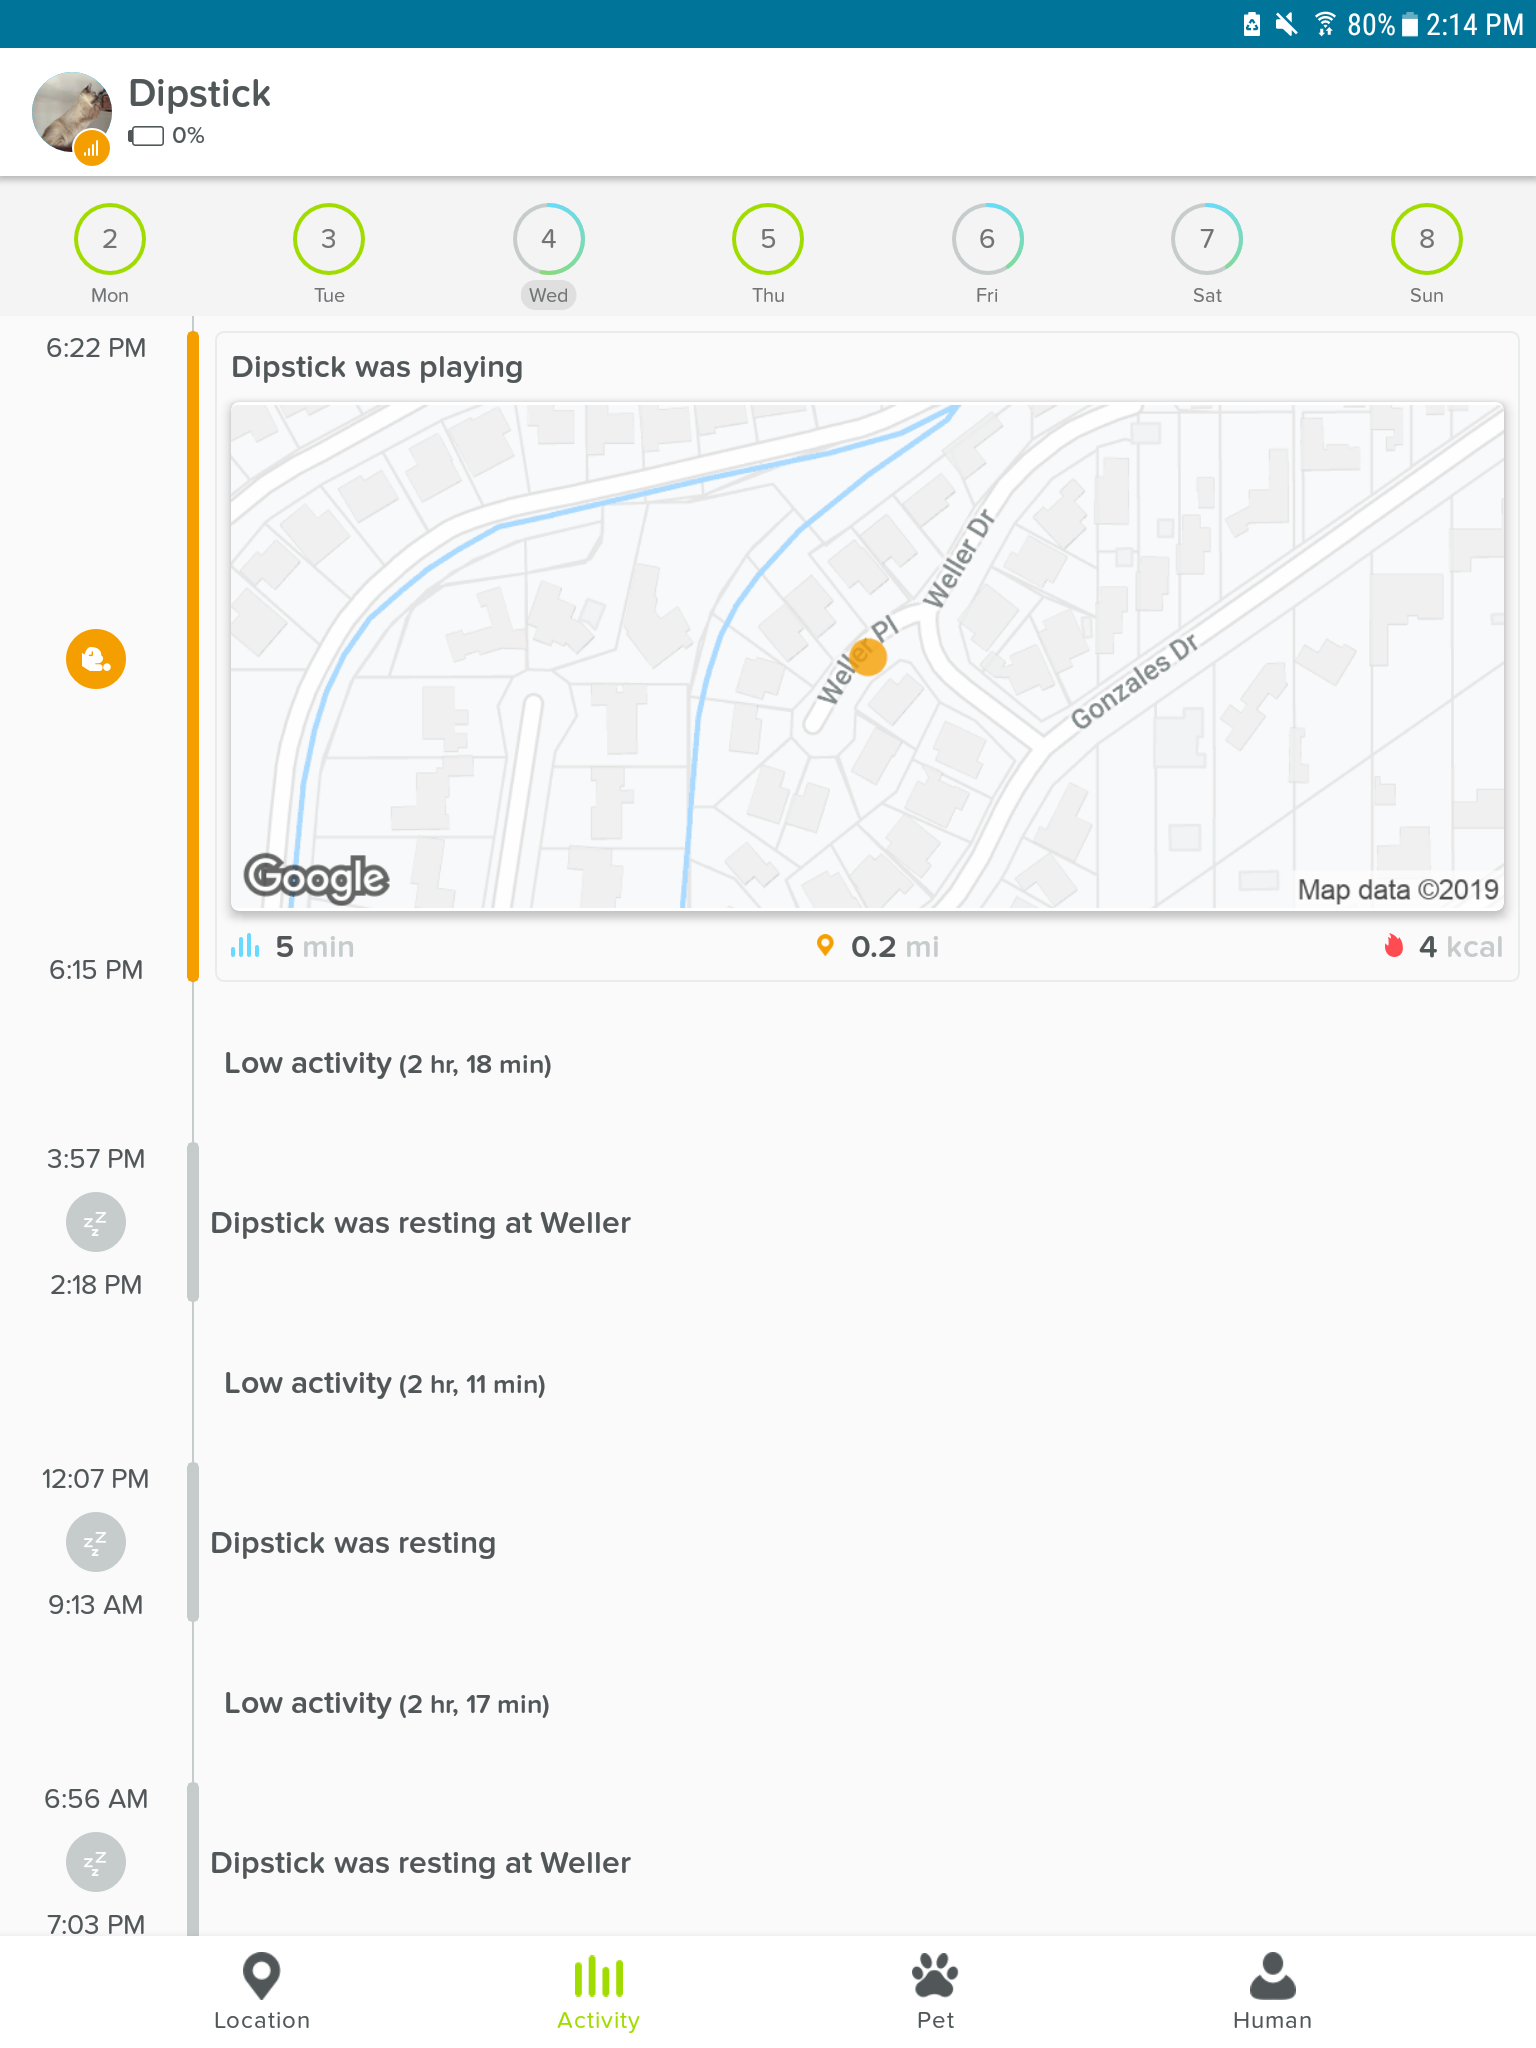 80% 2:14 PM
Dipstick
0%
2 3 4 5 6 7 8
Mon Tue Wed Thu Fri Sat Sun
6:22 PM
Dipstick was playing
Weller Dr
Weller Pl
Gonzales Dr
Google
Map data ©2019
5 min 0.2 mi 4 kcal
6:15 PM
Low activity (2 hr, 18 min)
3:57 PM
zZz
Dipstick was resting at Weller
2:18 PM
Low activity (2 hr, 11 min)
12:07 PM
zZz
Dipstick was resting
9:13 AM
Low activity (2 hr, 17 min)
6:56 AM
zZz
Dipstick was resting at Weller
7:03 PM
Location Activity Pet Human